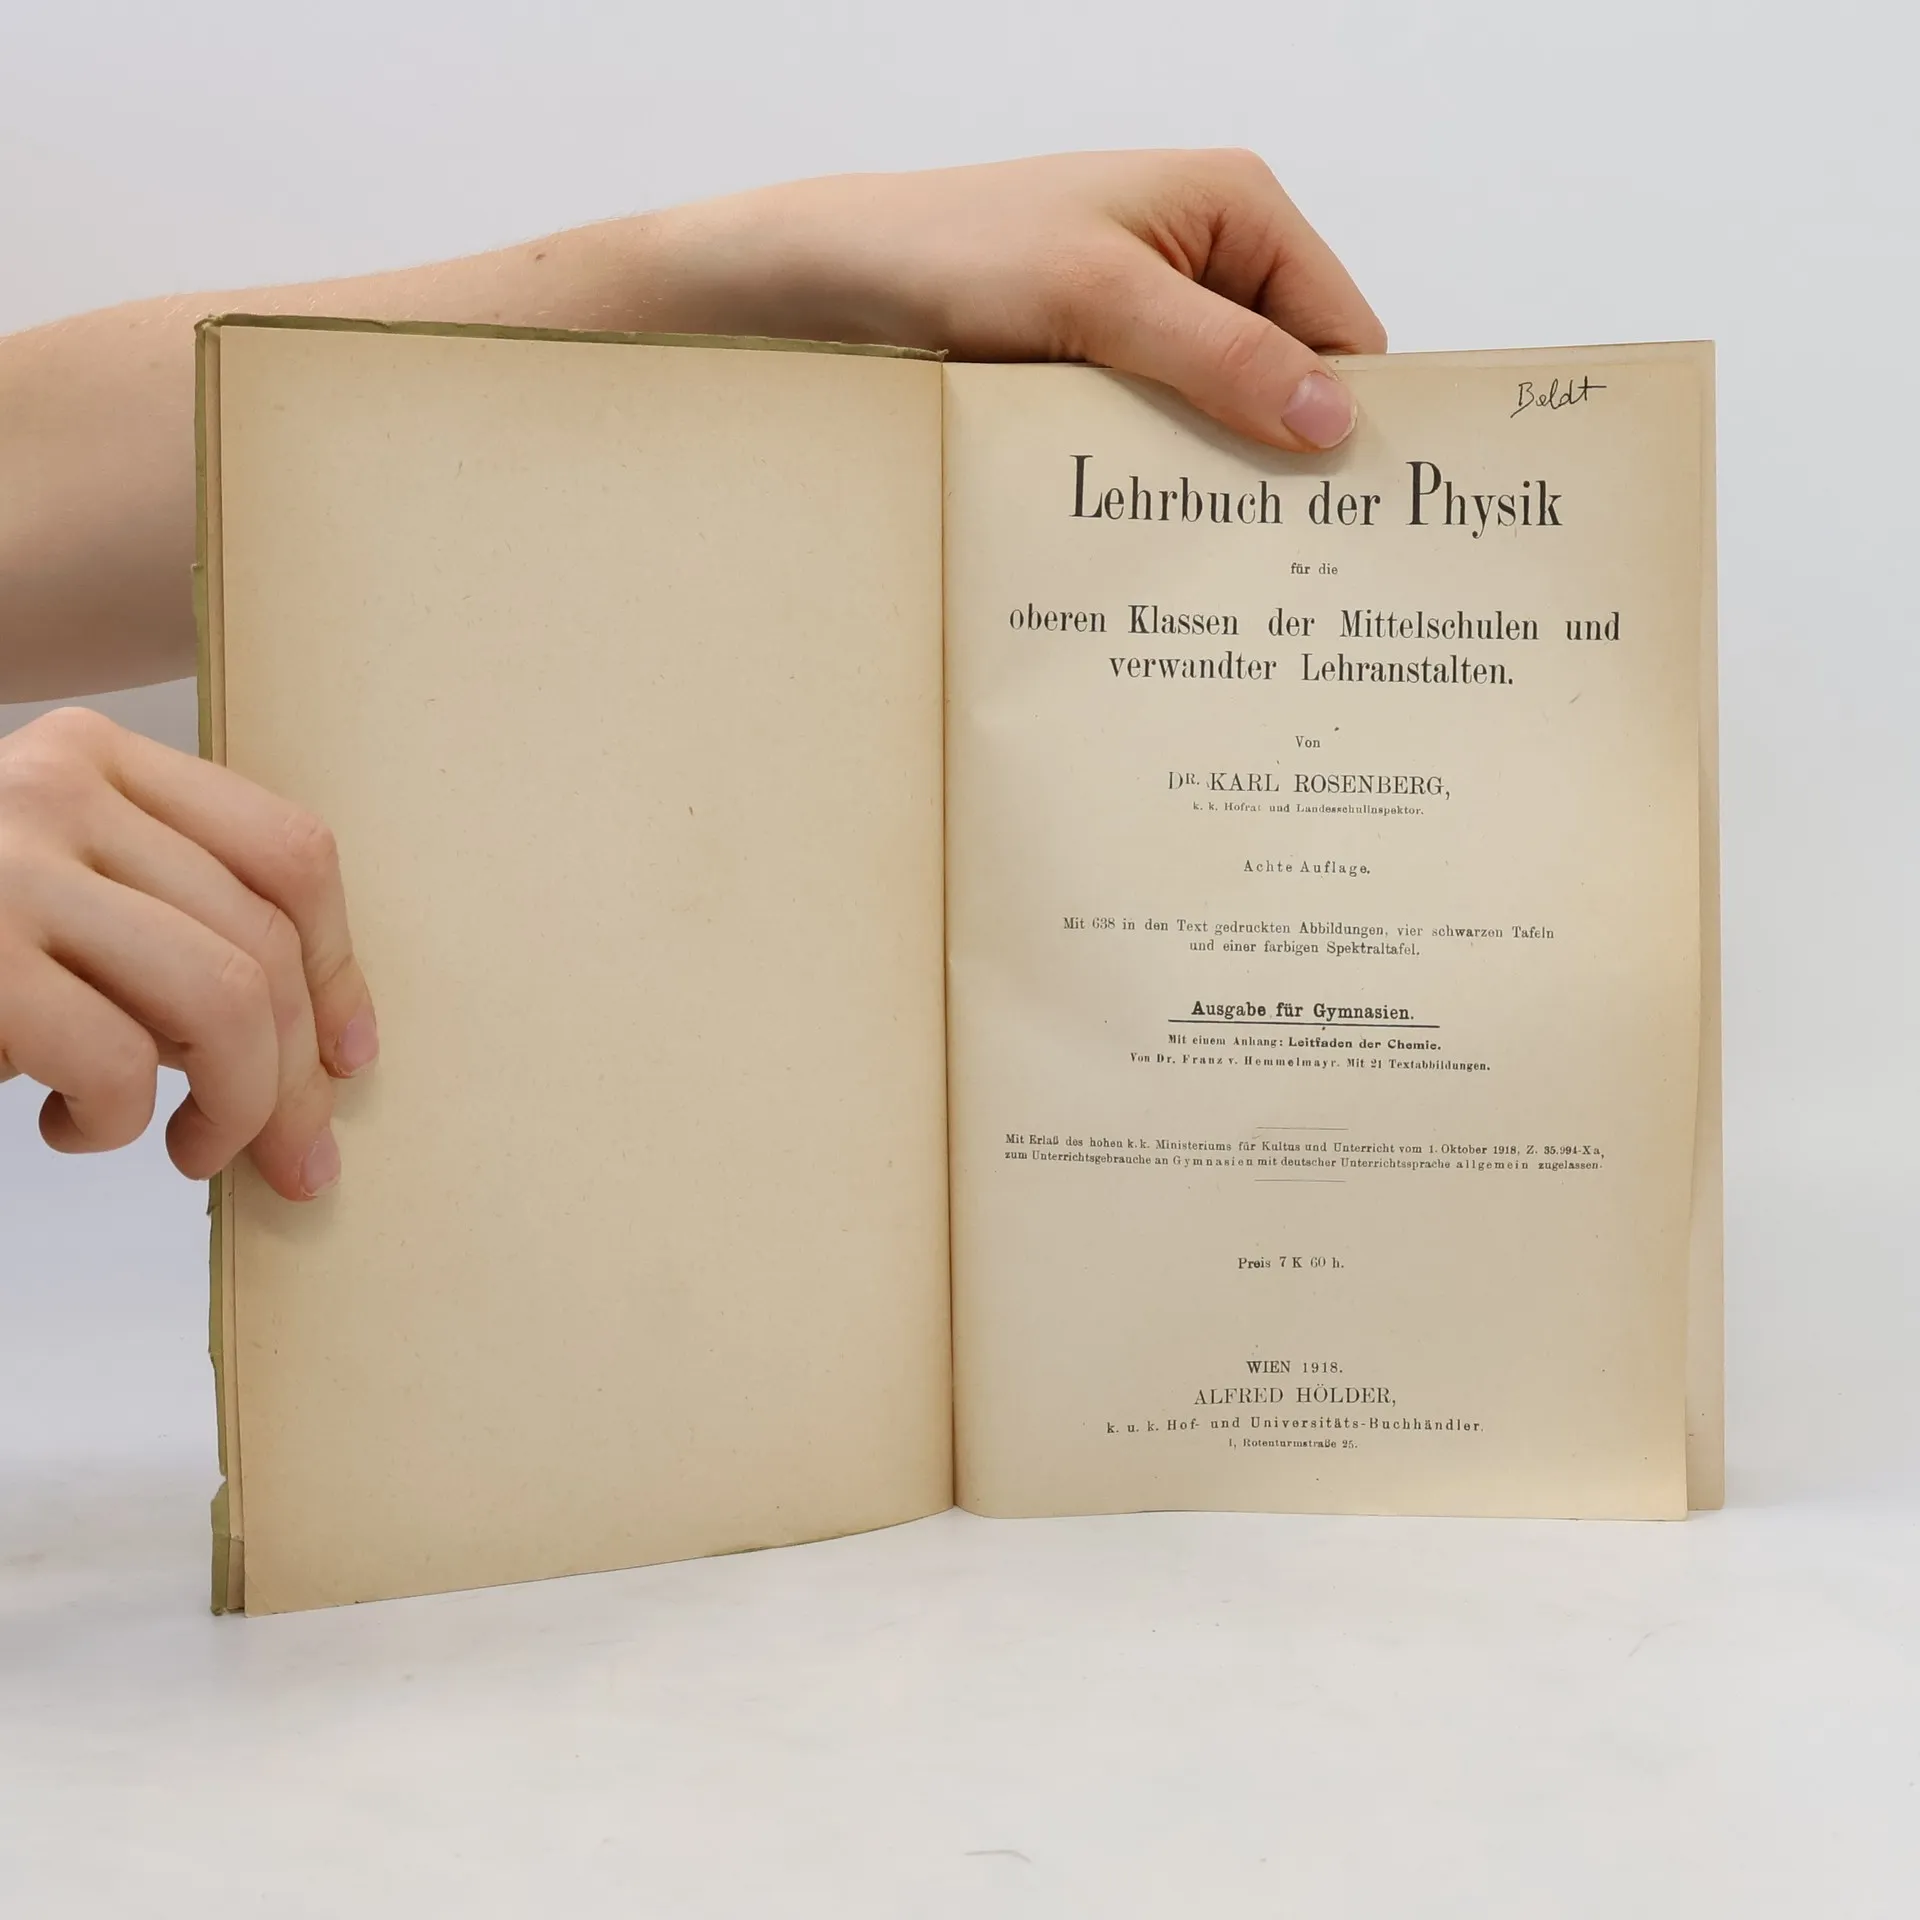 Boldt
Lehrbuch der Physik
für die
oberen Klassen der Mittelschulen und
verwandter Lehranstalten.
Von
DR. KARL ROSENBERG,
k. k. Hofrat und Landesschulinspektor.
Achte Auflage.
Mit 638 in den Text gedruckten Abbildungen, vier schwarzen Tafeln
und einer farbigen Spektraltafel.
Ausgabe für Gymnasien.
Mit einem Anhang: Leitfaden der Chemie.
Von Dr. Franz v. Hemmelmayr. Mit 21 Textabbildungen.
Mit Erlaß des hohen k. k. Ministeriums für Kultus und Unterricht vom 1. Oktober 1918, Z. 35.994-Xa,
zum Unterrichtsgebrauche an Gymnasien mit deutscher Unterrichtssprache allgemein zugelassen.
Preis 7 K 60 h.
WIEN 1918.
ALFRED HÖLDER,
k. u. k. Hof- und Universitäts-Buchhändler,
I, Rotenturmstraße 25.